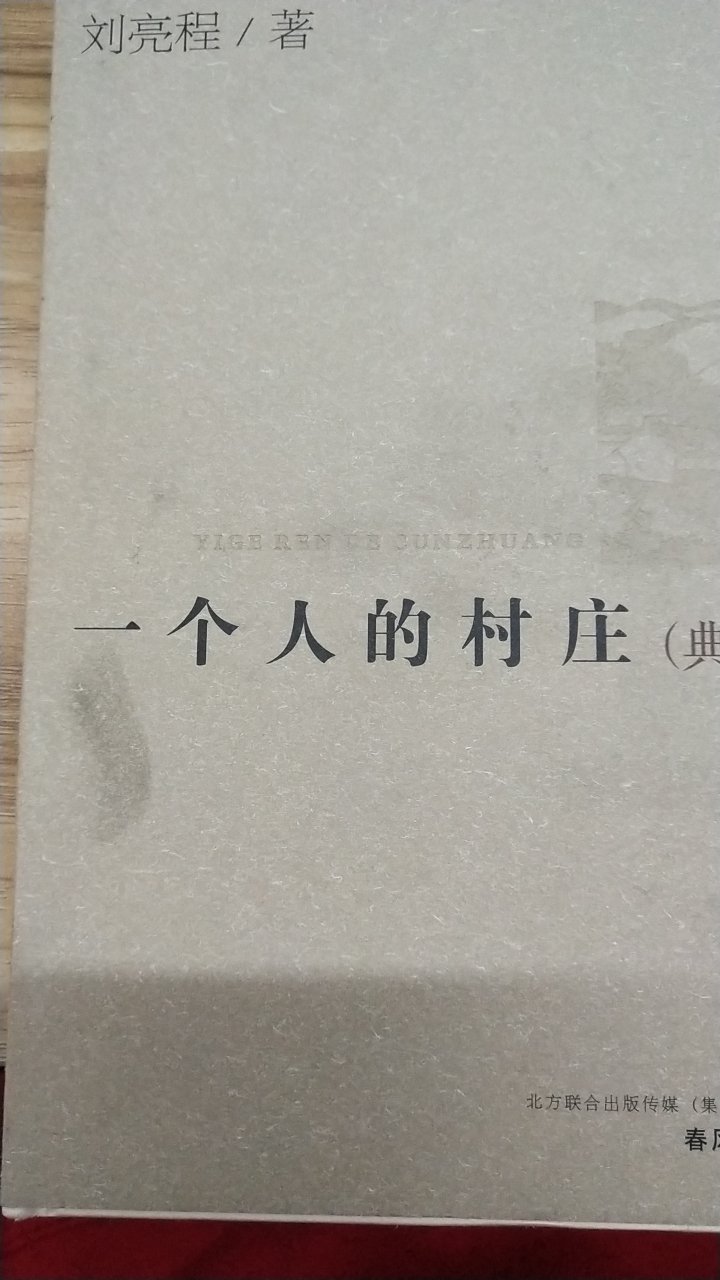 刘亮程 / 著
YIGE REN DE CUNZHUANG
一个人的村庄（典
北方联合出版传媒（集
春风